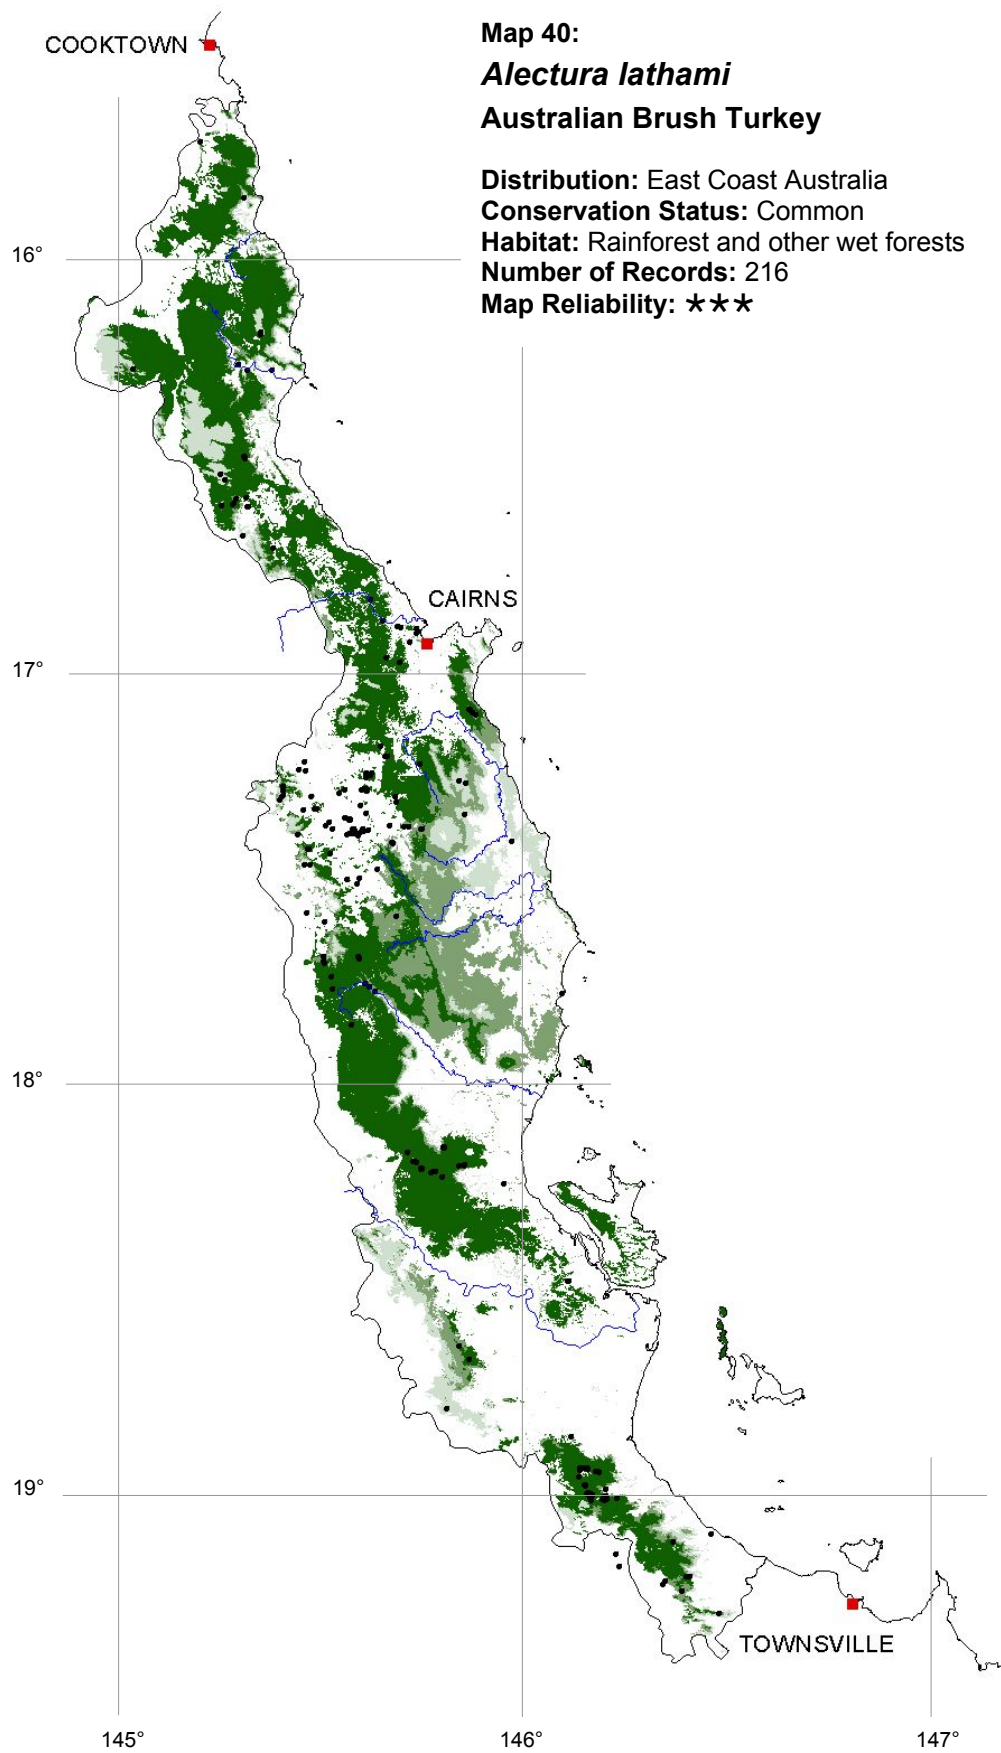 COOKTOWN
Map 40:
Alectura lathami
Australian Brush Turkey
Distribution: East Coast Australia
Conservation Status: Common
Habitat: Rainforest and other wet forests
Number of Records: 216
Map Reliability: ★★★
16°
CAIRNS
17°
18°
19°
TOWNSVILLE
145°
146°
147°